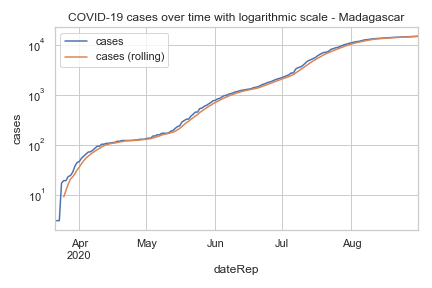 COVID-19 cases over time with logarithmic scale - Madagascar
cases
cases (rolling)
10⁴
10³
10²
10¹
cases
Apr
2020
May
Jun
Jul
Aug
dateRep